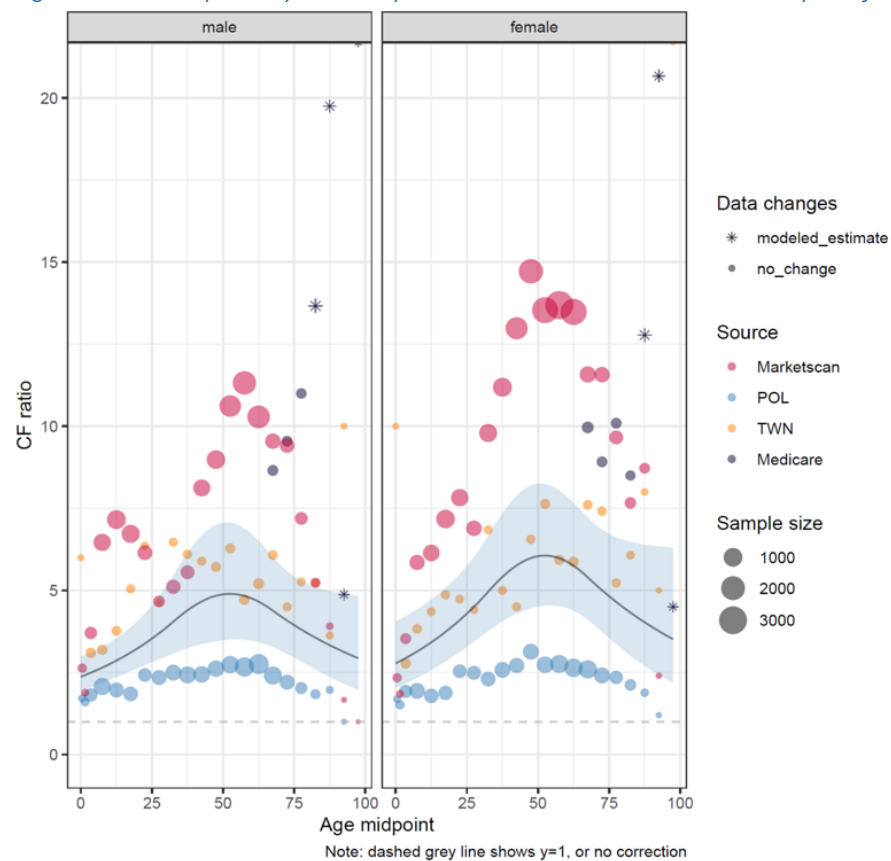 male
female
20
15
10
5
0
CF ratio
0
25
50
75
100
0
25
50
75
100
Age midpoint
Note: dashed grey line shows y=1, or no correction
Data changes
modeled_estimate
no_change
Source
Marketscan
POL
TWN
Medicare
Sample size
1000
2000
3000